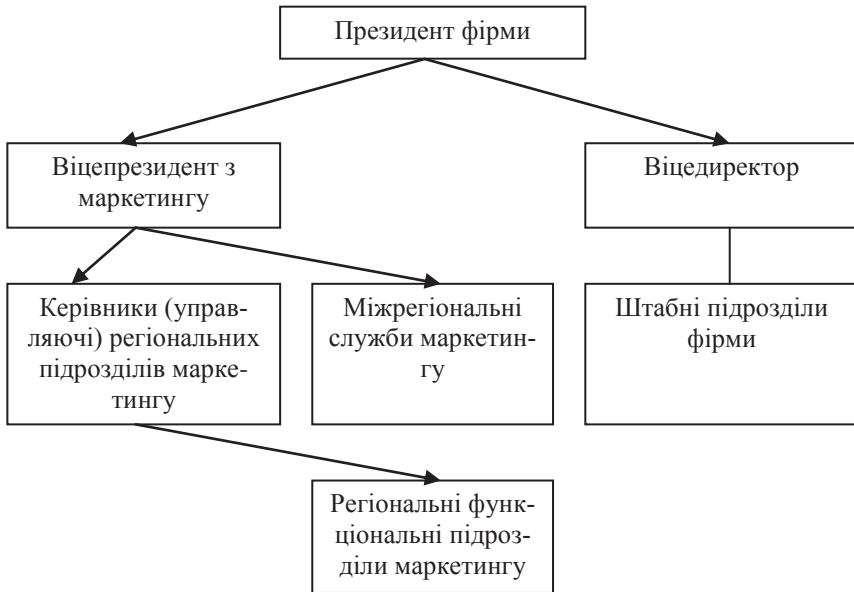 Президент фірми
Віцепрезидент з
маркетингу
Віцедиректор
Керівники (управ-
ляючі) регіональних
підрозділів марке-
тингу
Міжрегіональні
служби маркетин-
гу
Штабні підрозділи
фірми
Регіональні функ-
ціональні підроз-
діли маркетингу